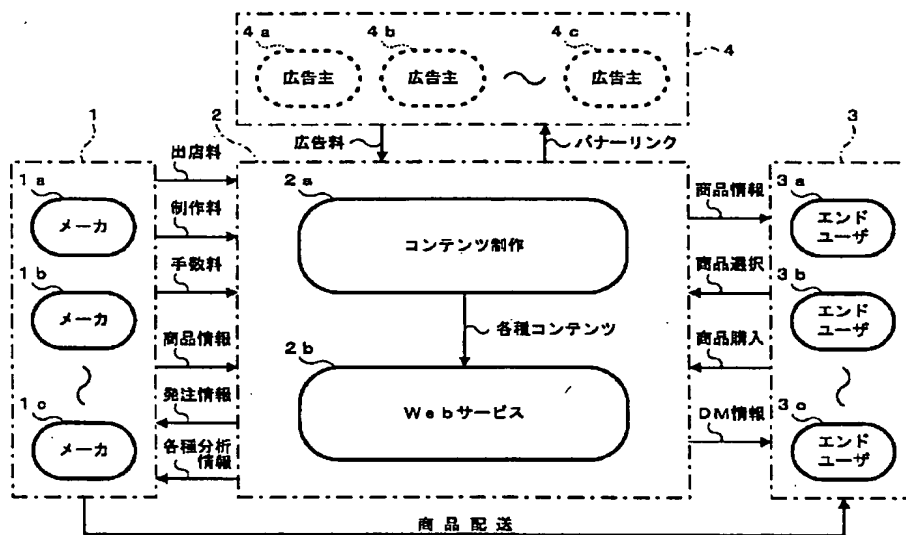 4a
4b
4c
広告主
広告主
広告主
4
広告料
バナーリンク
1
2
3
出店料
制作料
手数料
商品情報
発注情報
各種分析
情報
1a
メーカ
1b
メーカ
1c
メーカ
2a
コンテンツ制作
各種コンテンツ
2b
Webサービス
商品情報
商品選択
商品購入
DM情報
3a
エンド
ユーザ
3b
エンド
ユーザ
3c
エンド
ユーザ
商品配送